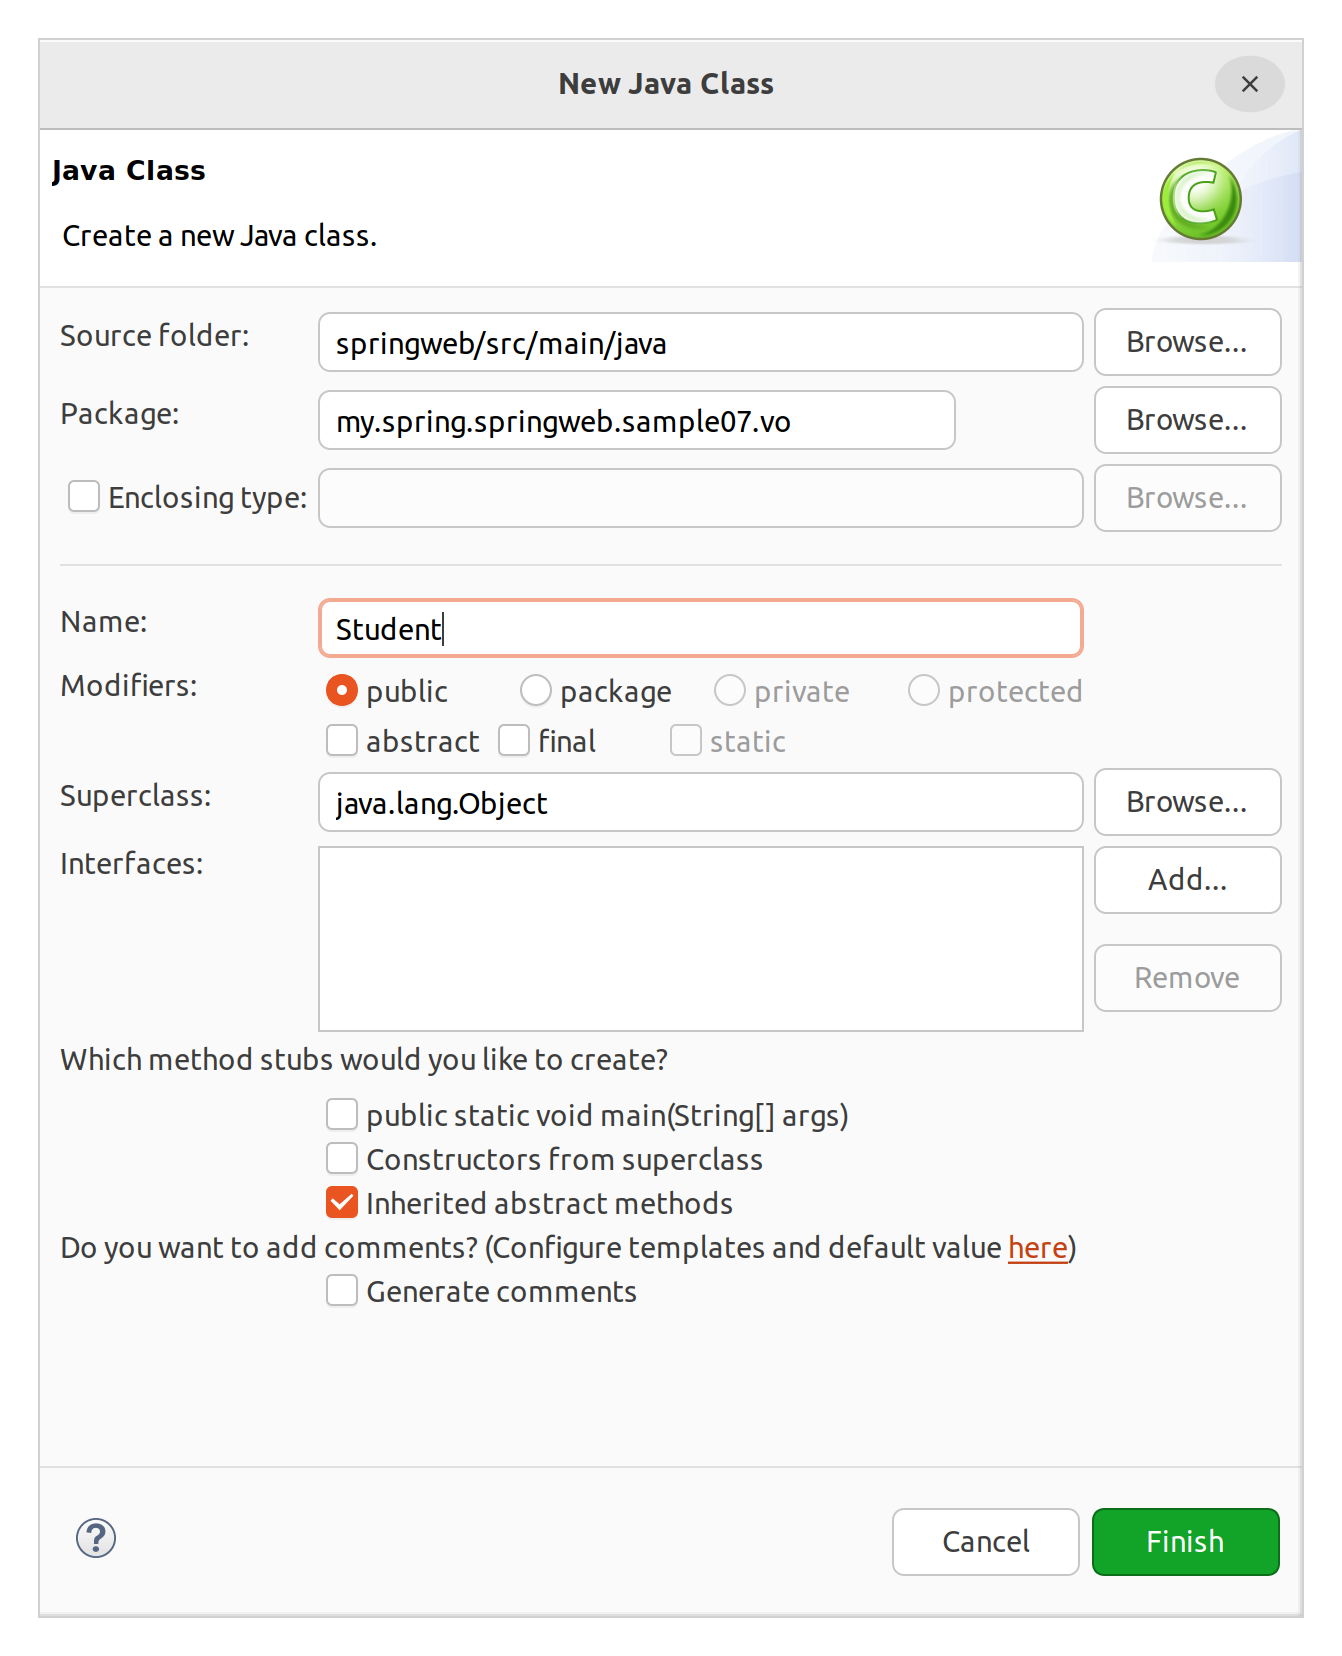 New Java Class
Java Class
Create a new Java class.
Source folder: springweb/src/main/java Browse...
Package: my.spring.springweb.sample07.vo Browse...
Enclosing type: Browse...
Name: Student
Modifiers: public package private protected
abstract final static
Superclass: java.lang.Object Browse...
Interfaces: Add...
Remove
Which method stubs would you like to create?
public static void main(String[] args)
Constructors from superclass
Inherited abstract methods
Do you want to add comments? (Configure templates and default value here)
Generate comments
Cancel Finish